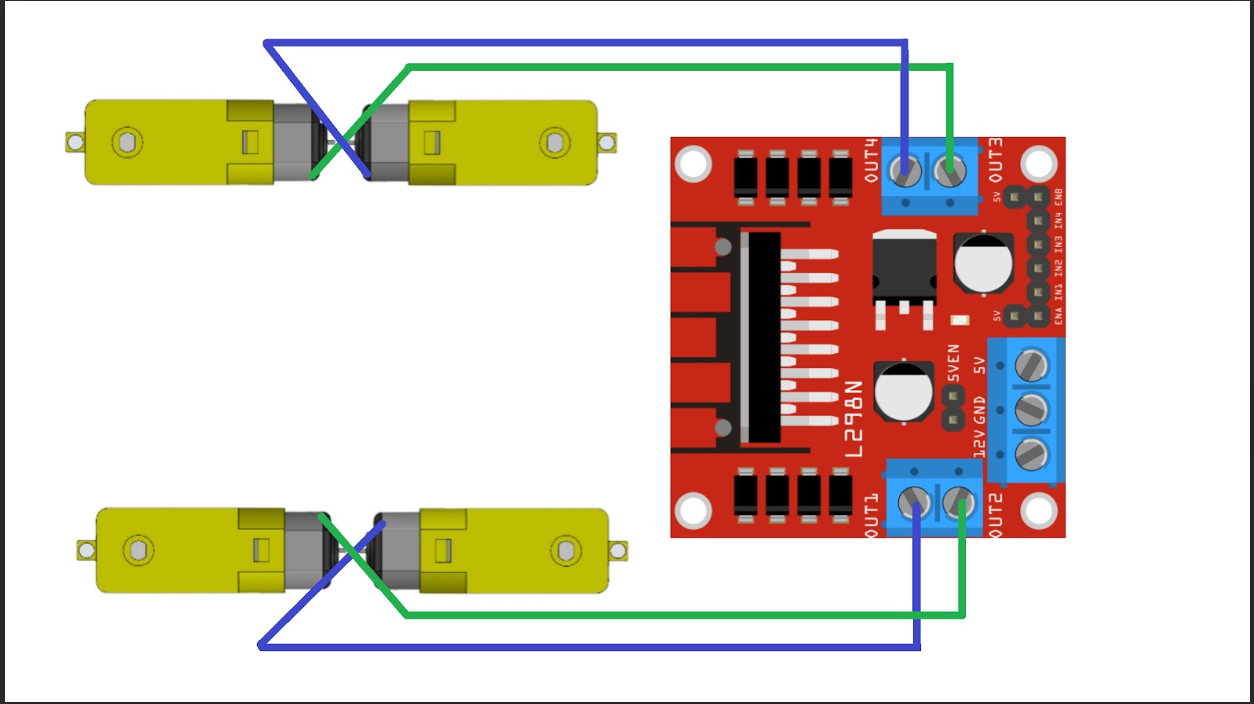 OUT4
OUT3
5V
ENB
IN4
IN3
IN2
IN1
5V
ENA
5VEN
5V
GND
12V
L298N
OUT1
OUT2